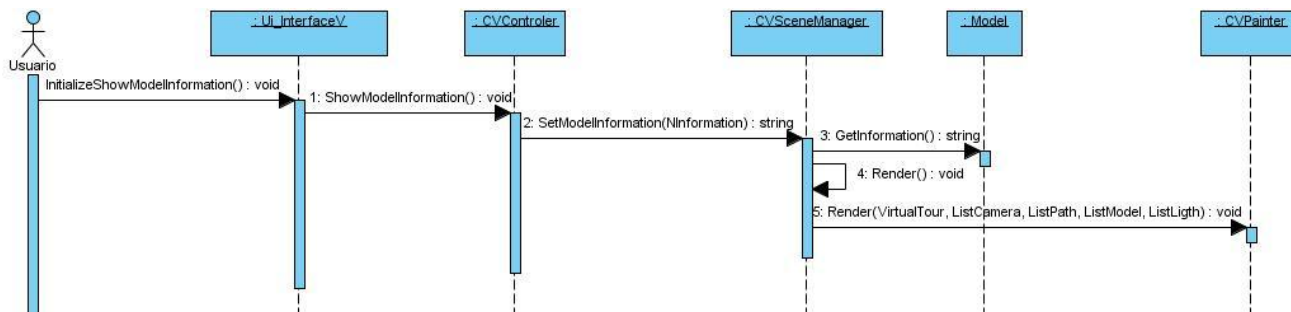 : Ui_InterfaceV
: CVControler
: CVSceneManager
: Model
: CVPainter
Usuario
InitializeShowModelInformation() : void
1: ShowModelInformation() : void
2: SetModelInformation(NInformation) : string
3: GetInformation() : string
4: Render() : void
5: Render(VirtualTour, ListCamera, ListPath, ListModel, ListLigth) : void